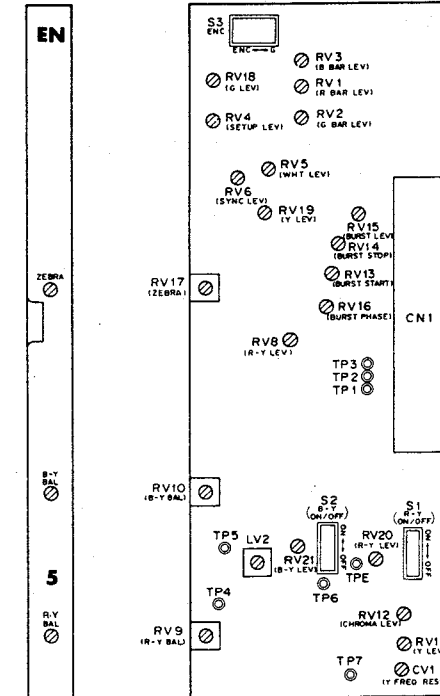 EN
ZEBRA
B-Y
BAL
5
R-Y
BAL
S3
ENC
ENC ←→ G
RV3
(B BAR LEV)
RV18
(G LEV)
RV1
(R BAR LEV)
RV4
(SETUP LEV)
RV2
(G BAR LEV)
RV5
(WHT LEV)
RV6
(SYNC LEV)
RV19
(Y LEV)
RV15
(BURST LEV)
RV14
(BURST STOP)
RV13
(BURST START)
RV17
(ZEBRA)
RV16
(BURST PHASE)
CN1
RV8
(R-Y LEV)
TP3
TP2
TP1
RV10
(B-Y BAL)
S2
(B-Y
ON/OFF)
ON ←→ OFF
S1
(R-Y
ON/OFF)
ON ←→ OFF
TP5
LV2
RV21
(B-Y LEV)
RV20
(R-Y LEV)
TPE
TP6
TP4
RV12
(CHROMA LEV)
RV9
(R-Y BAL)
RV1
(Y LEV
TP7
CV1
(Y FREQ RES